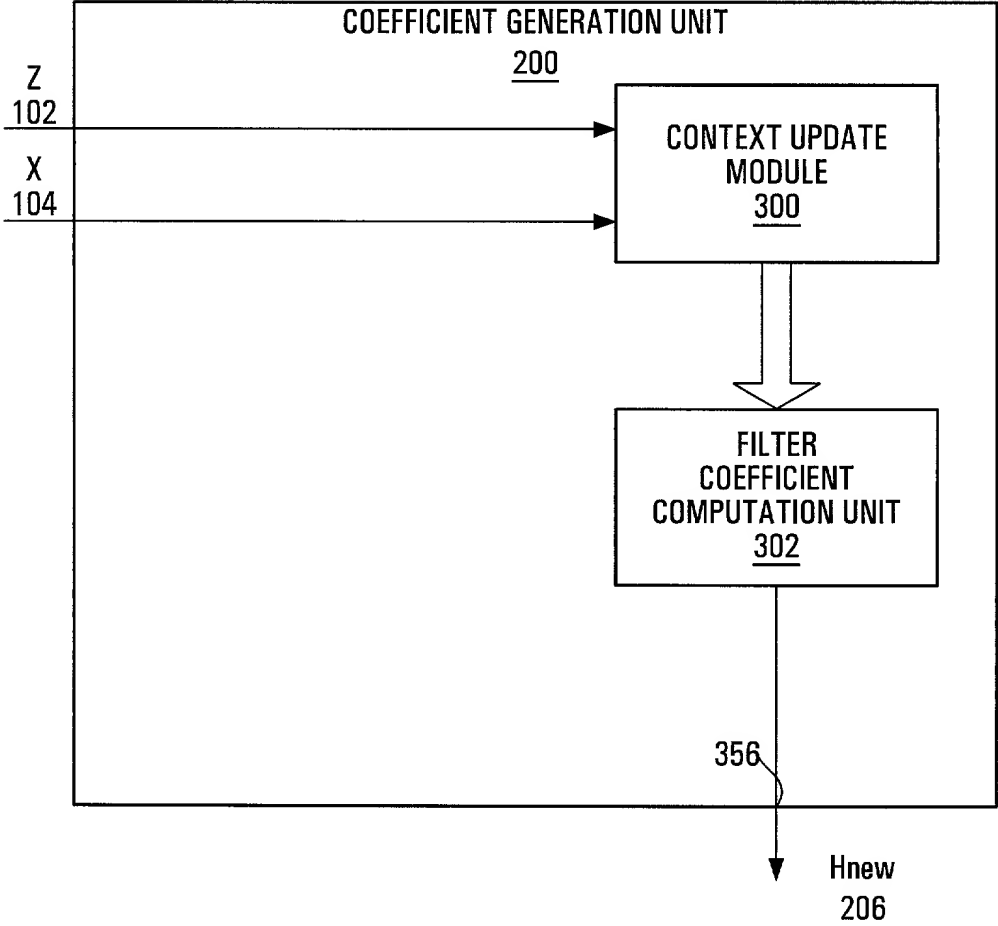 COEFFICIENT GENERATION UNIT
200
Z
102
X
104
CONTEXT UPDATE
MODULE
300
FILTER
COEFFICIENT
COMPUTATION UNIT
302
356
Hnew
206